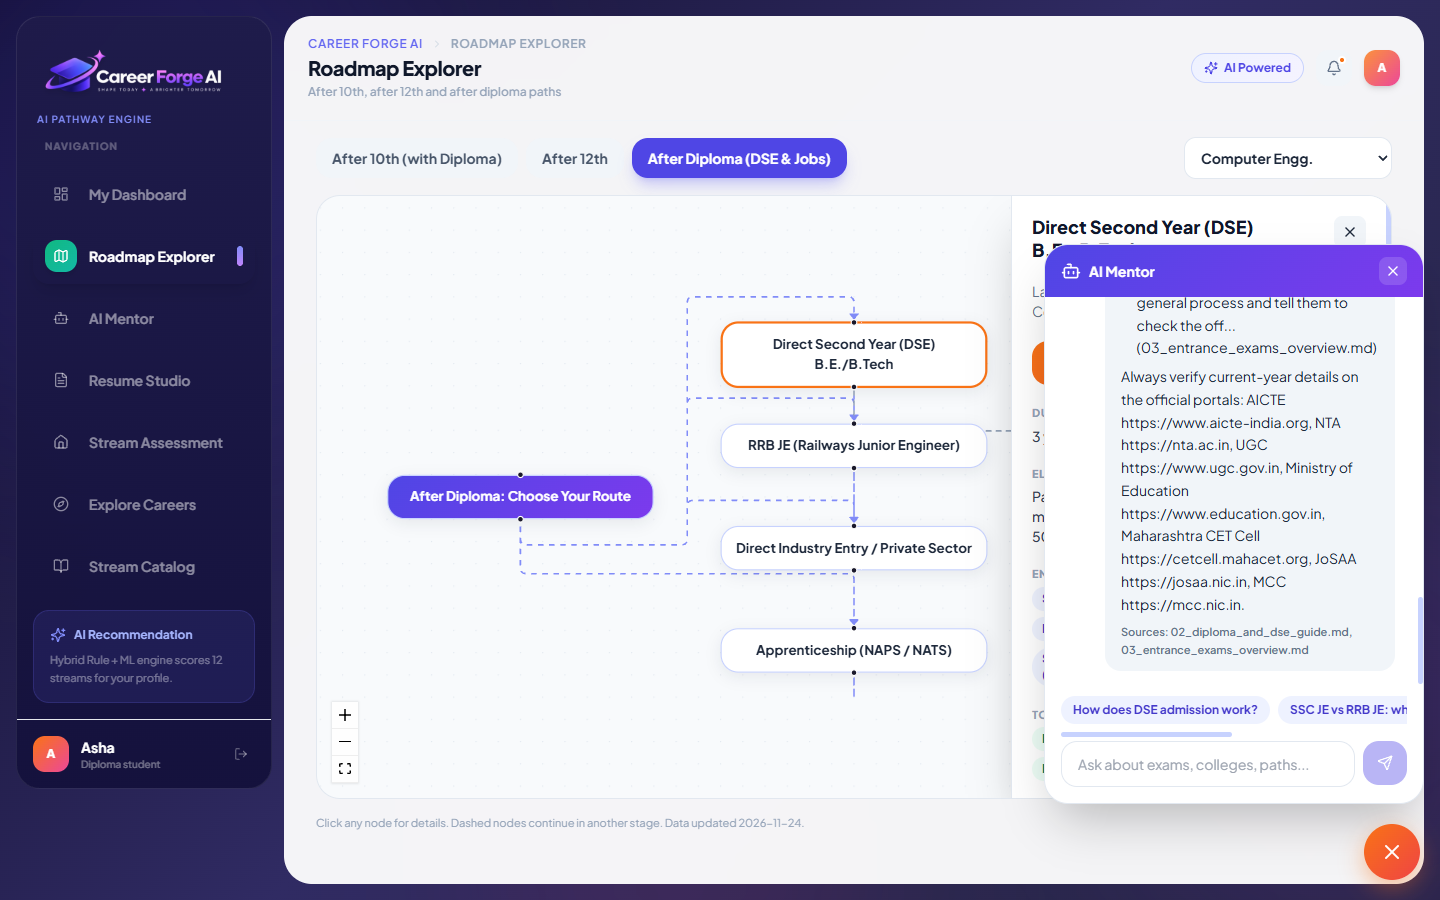 Career Forge AI
SHAPE TODAY ✦ A BRIGHTER TOMORROW
AI PATHWAY ENGINE
NAVIGATION
My Dashboard
Roadmap Explorer
AI Mentor
Resume Studio
Stream Assessment
Explore Careers
Stream Catalog
AI Recommendation
Hybrid Rule + ML engine scores 12
streams for your profile.
A
Asha
Diploma student
CAREER FORGE AI > ROADMAP EXPLORER
Roadmap Explorer
After 10th, after 12th and after diploma paths
AI Powered
A
After 10th (with Diploma)
After 12th
After Diploma (DSE & Jobs)
Computer Engg.
After Diploma: Choose Your Route
Direct Second Year (DSE)
B.E./B.Tech
RRB JE (Railways Junior Engineer)
Direct Industry Entry / Private Sector
Apprenticeship (NAPS / NATS)
Direct Second Year (DSE)
AI Mentor
general process and tell them to
check the off...
(03_entrance_exams_overview.md)
Always verify current-year details on
the official portals: AICTE
https://www.aicte-india.org, NTA
https://nta.ac.in, UGC
https://www.ugc.gov.in, Ministry of
Education
https://www.education.gov.in,
Maharashtra CET Cell
https://cetcell.mahacet.org, JoSAA
https://josaa.nic.in, MCC
https://mcc.nic.in.
Sources: 02_diploma_and_dse_guide.md,
03_entrance_exams_overview.md
How does DSE admission work?
SSC JE vs RRB JE: wh
Ask about exams, colleges, paths...
Click any node for details. Dashed nodes continue in another stage. Data updated 2026-11-24.